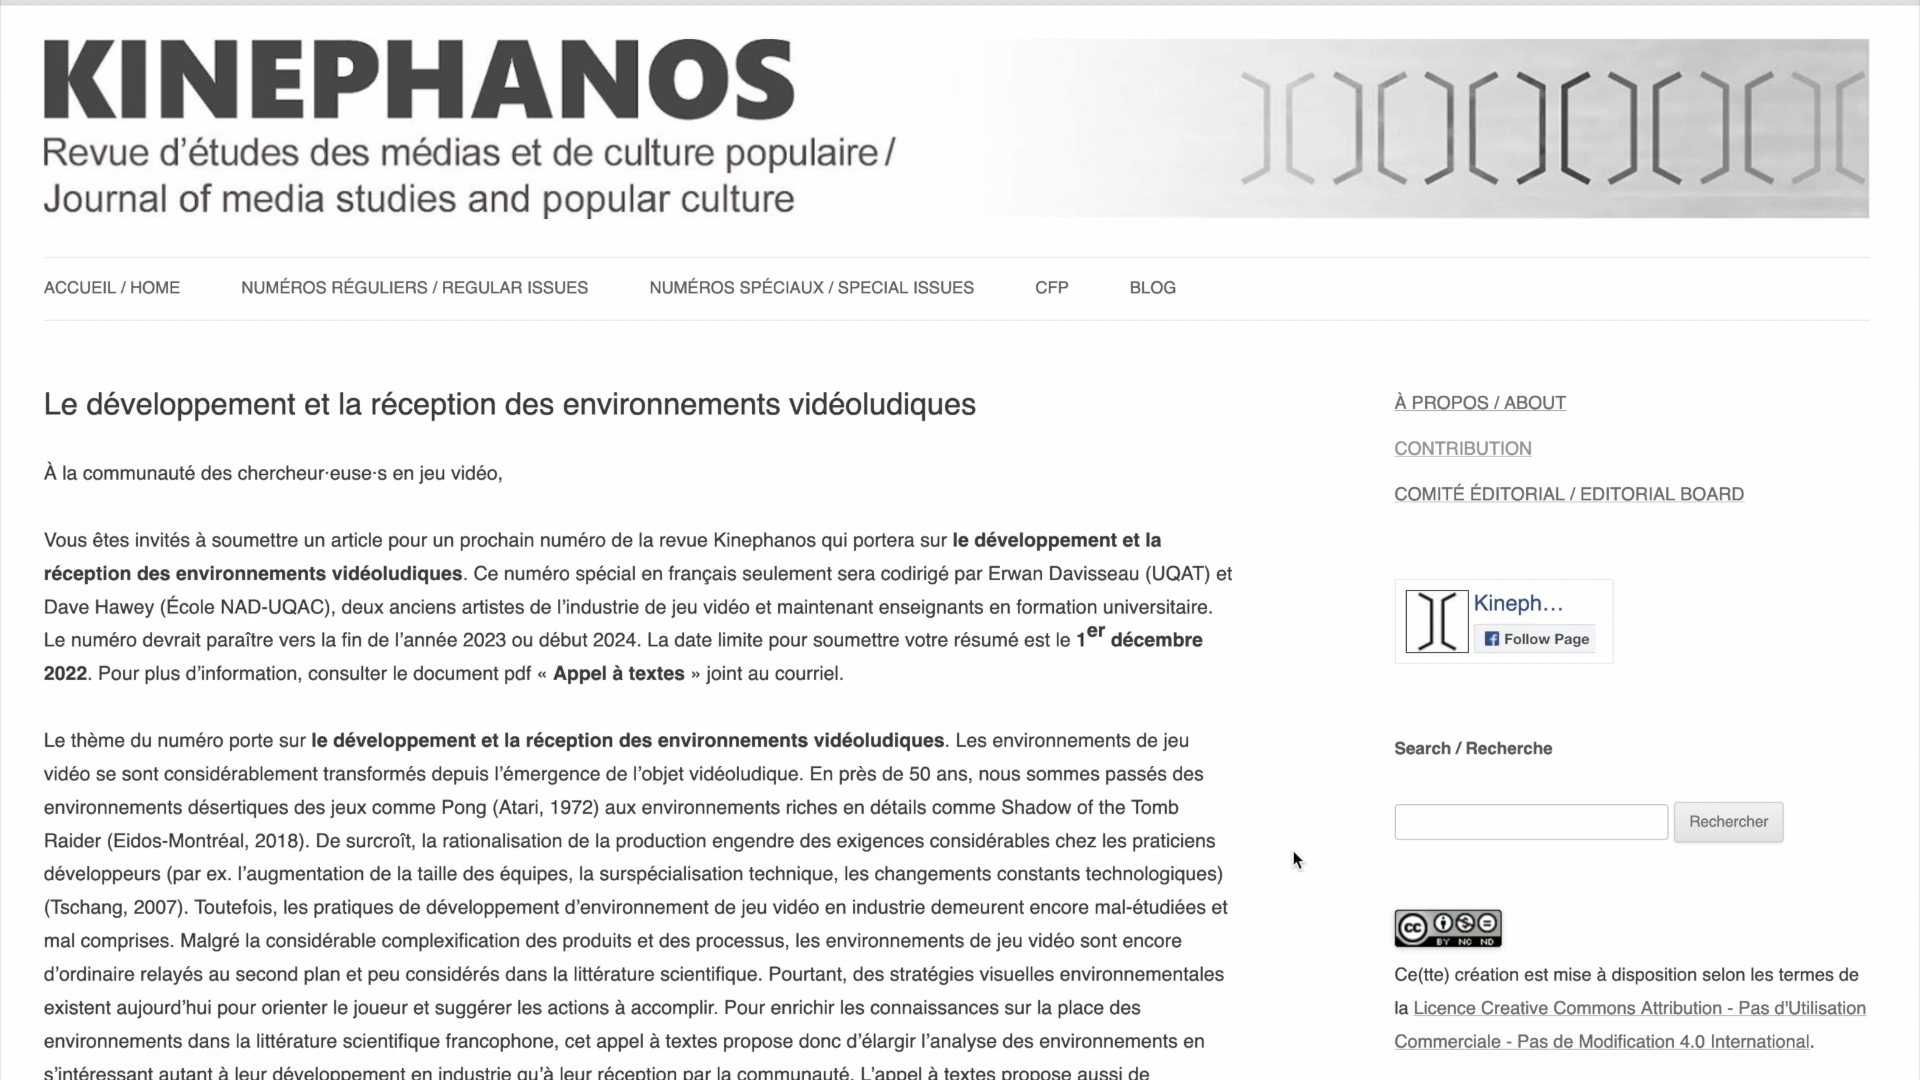 KINEPHANOS
Revue d'études des médias et de culture populaire /
Journal of media studies and popular culture
ACCUEIL / HOME
NUMÉROS RÉGULIERS / REGULAR ISSUES
NUMÉROS SPÉCIAUX / SPECIAL ISSUES
CFP
BLOG
Le développement et la réception des environnements vidéoludiques
À la communauté des chercheur·euse·s en jeu vidéo,
Vous êtes invités à soumettre un article pour un prochain numéro de la revue Kinephanos qui portera sur le développement et la
réception des environnements vidéoludiques. Ce numéro spécial en français seulement sera codirigé par Erwan Davisseau (UQAT) et
Dave Hawey (École NAD-UQAC), deux anciens artistes de l'industrie de jeu vidéo et maintenant enseignants en formation universitaire.
Le numéro devrait paraître vers la fin de l'année 2023 ou début 2024. La date limite pour soumettre votre résumé est le 1er décembre
2022. Pour plus d'information, consulter le document pdf « Appel à textes » joint au courriel.
Le thème du numéro porte sur le développement et la réception des environnements vidéoludiques. Les environnements de jeu
vidéo se sont considérablement transformés depuis l'émergence de l'objet vidéoludique. En près de 50 ans, nous sommes passés des
environnements désertiques des jeux comme Pong (Atari, 1972) aux environnements riches en détails comme Shadow of the Tomb
Raider (Eidos-Montréal, 2018). De surcroît, la rationalisation de la production engendre des exigences considérables chez les praticiens
développeurs (par ex. l'augmentation de la taille des équipes, la surspécialisation technique, les changements constants technologiques)
(Tschang, 2007). Toutefois, les pratiques de développement d'environnement de jeu vidéo en industrie demeurent encore mal-étudiées et
mal comprises. Malgré la considérable complexification des produits et des processus, les environnements de jeu vidéo sont encore
d'ordinaire relayés au second plan et peu considérés dans la littérature scientifique. Pourtant, des stratégies visuelles environnementales
existent aujourd'hui pour orienter le joueur et suggérer les actions à accomplir. Pour enrichir les connaissances sur la place des
environnements dans la littérature scientifique francophone, cet appel à textes propose donc d'élargir l'analyse des environnements en
s'intéressant autant à leur développement en industrie qu'à leur réception par la communauté. L'appel à textes propose aussi de
À PROPOS / ABOUT
CONTRIBUTION
COMITÉ ÉDITORIAL / EDITORIAL BOARD
Kineph...
Follow Page
Search / Recherche
Rechercher
cc
BY NC ND
Ce(tte) création est mise à disposition selon les termes de
la Licence Creative Commons Attribution - Pas d'Utilisation
Commerciale - Pas de Modification 4.0 International.